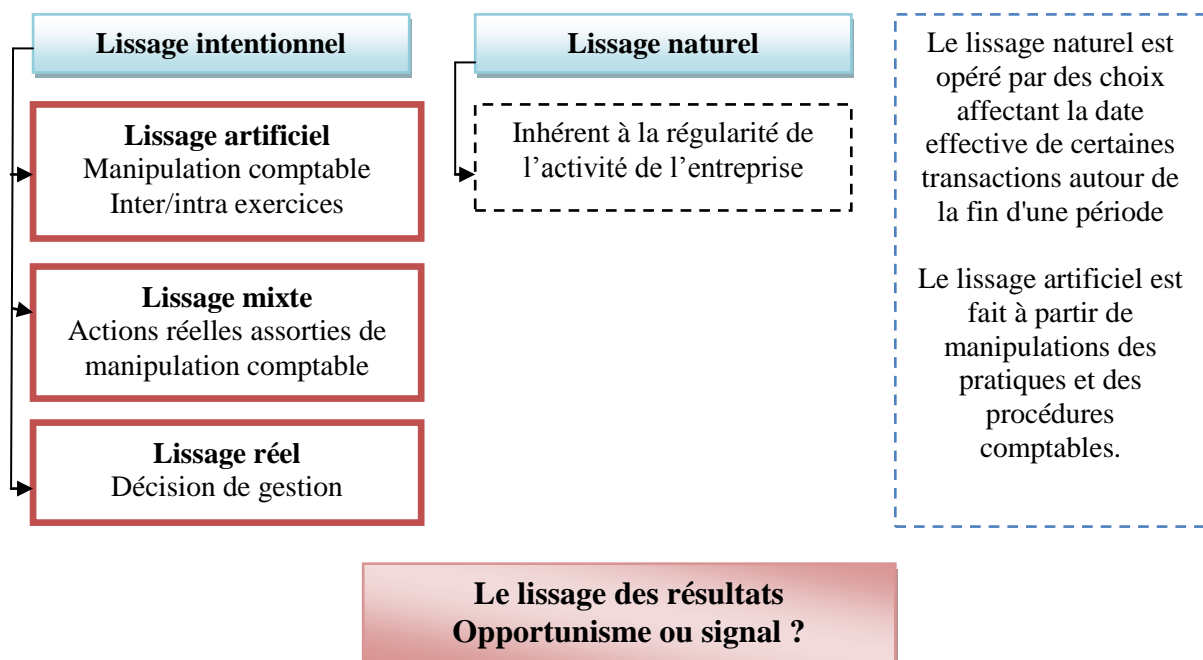 Lissage intentionnel
Lissage artificiel
Manipulation comptable
Inter/intra exercices
Lissage mixte
Actions réelles assorties de
manipulation comptable
Lissage réel
Décision de gestion
Lissage naturel
Inhérent à la régularité de
l’activité de l’entreprise
Le lissage naturel est
opéré par des choix
affectant la date
effective de certaines
transactions autour de
la fin d'une période
Le lissage artificiel est
fait à partir de
manipulations des
pratiques et des
procédures
comptables.
Le lissage des résultats
Opportunisme ou signal ?